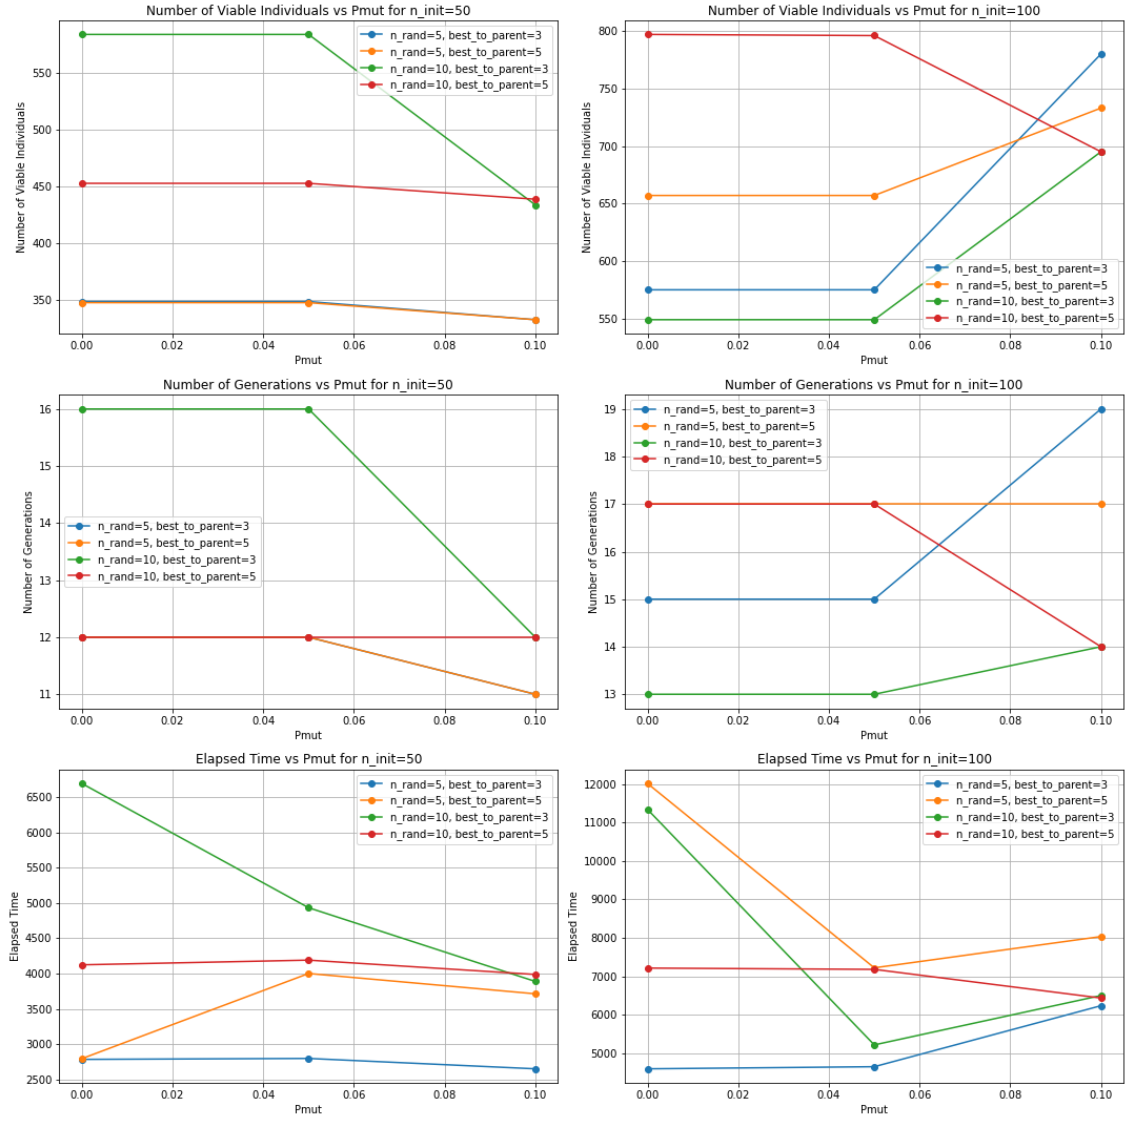 Number of Viable Individuals vs Pmut for n_init=50
Number of Viable Individuals
550
500
450
400
350
n_rand=5, best_to_parent=3
n_rand=5, best_to_parent=5
n_rand=10, best_to_parent=3
n_rand=10, best_to_parent=5
0.00 0.02 0.04 0.06 0.08 0.10
Pmut
Number of Viable Individuals vs Pmut for n_init=100
Number of Viable Individuals
800
750
700
650
600
550
n_rand=5, best_to_parent=3
n_rand=5, best_to_parent=5
n_rand=10, best_to_parent=3
n_rand=10, best_to_parent=5
0.00 0.02 0.04 0.06 0.08 0.10
Pmut
Number of Generations vs Pmut for n_init=50
Number of Generations
16
15
14
13
12
11
n_rand=5, best_to_parent=3
n_rand=5, best_to_parent=5
n_rand=10, best_to_parent=3
n_rand=10, best_to_parent=5
0.00 0.02 0.04 0.06 0.08 0.10
Pmut
Number of Generations vs Pmut for n_init=100
Number of Generations
19
18
17
16
15
14
13
n_rand=5, best_to_parent=3
n_rand=5, best_to_parent=5
n_rand=10, best_to_parent=3
n_rand=10, best_to_parent=5
0.00 0.02 0.04 0.06 0.08 0.10
Pmut
Elapsed Time vs Pmut for n_init=50
Elapsed Time
6500
6000
5500
5000
4500
4000
3500
3000
2500
n_rand=5, best_to_parent=3
n_rand=5, best_to_parent=5
n_rand=10, best_to_parent=3
n_rand=10, best_to_parent=5
0.00 0.02 0.04 0.06 0.08 0.10
Pmut
Elapsed Time vs Pmut for n_init=100
Elapsed Time
12000
11000
10000
9000
8000
7000
6000
5000
n_rand=5, best_to_parent=3
n_rand=5, best_to_parent=5
n_rand=10, best_to_parent=3
n_rand=10, best_to_parent=5
0.00 0.02 0.04 0.06 0.08 0.10
Pmut